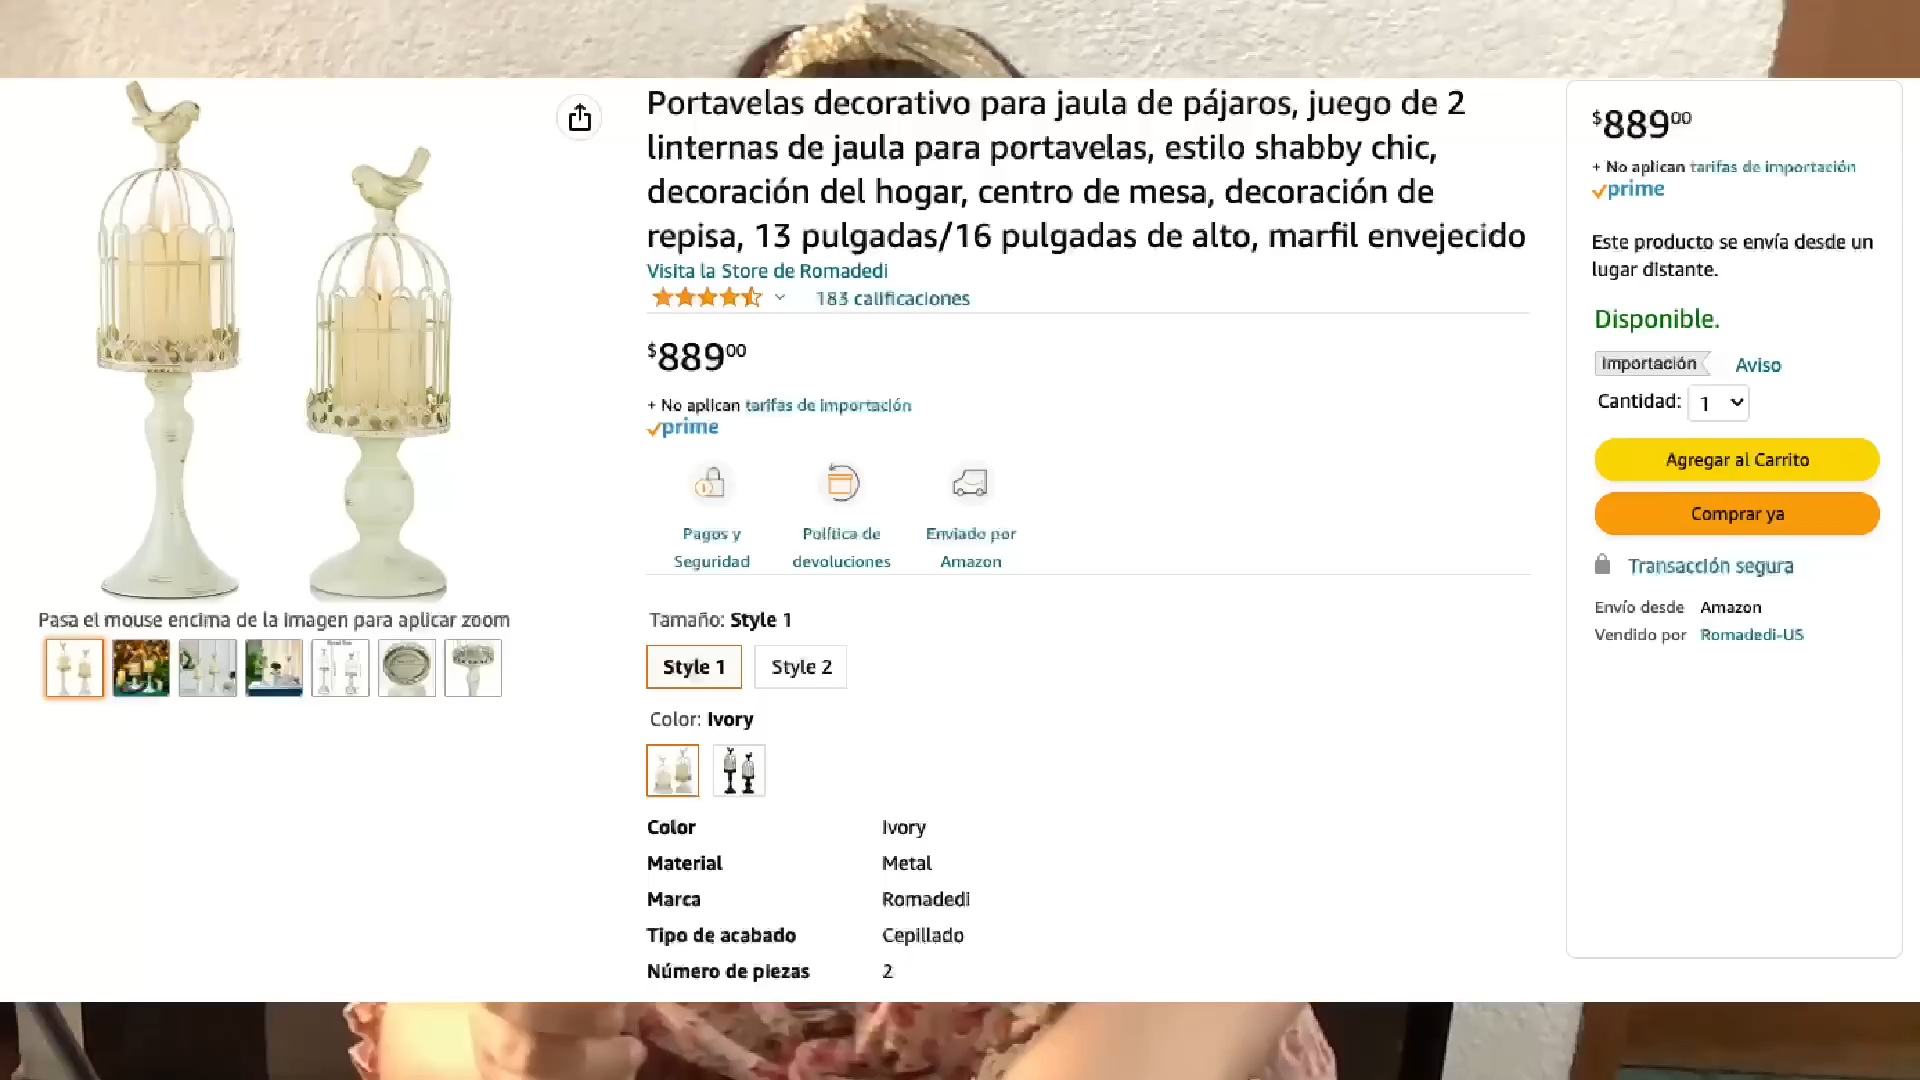 Portavelas decorativo para jaula de pájaros, juego de 2
linternas de jaula para portavelas, estilo shabby chic,
decoración del hogar, centro de mesa, decoración de
repisa, 13 pulgadas/16 pulgadas de alto, marfil envejecido
Visita la Store de Romadedi
183 calificaciones
$889.00
+ No aplican tarifas de importación
prime
Pagos y
Seguridad
Política de
devoluciones
Enviado por
Amazon
Pasa el mouse encima de la imagen para aplicar zoom
Tamaño: Style 1
Style 1
Style 2
Color: Ivory
Color Ivory
Material Metal
Marca Romadedi
Tipo de acabado Cepillado
Número de piezas 2
$889.00
+ No aplican tarifas de importación
prime
Este producto se envía desde un
lugar distante.
Disponible.
Importación Aviso
Cantidad: 1
Agregar al Carrito
Comprar ya
Transacción segura
Envío desde Amazon
Vendido por Romadedi-US